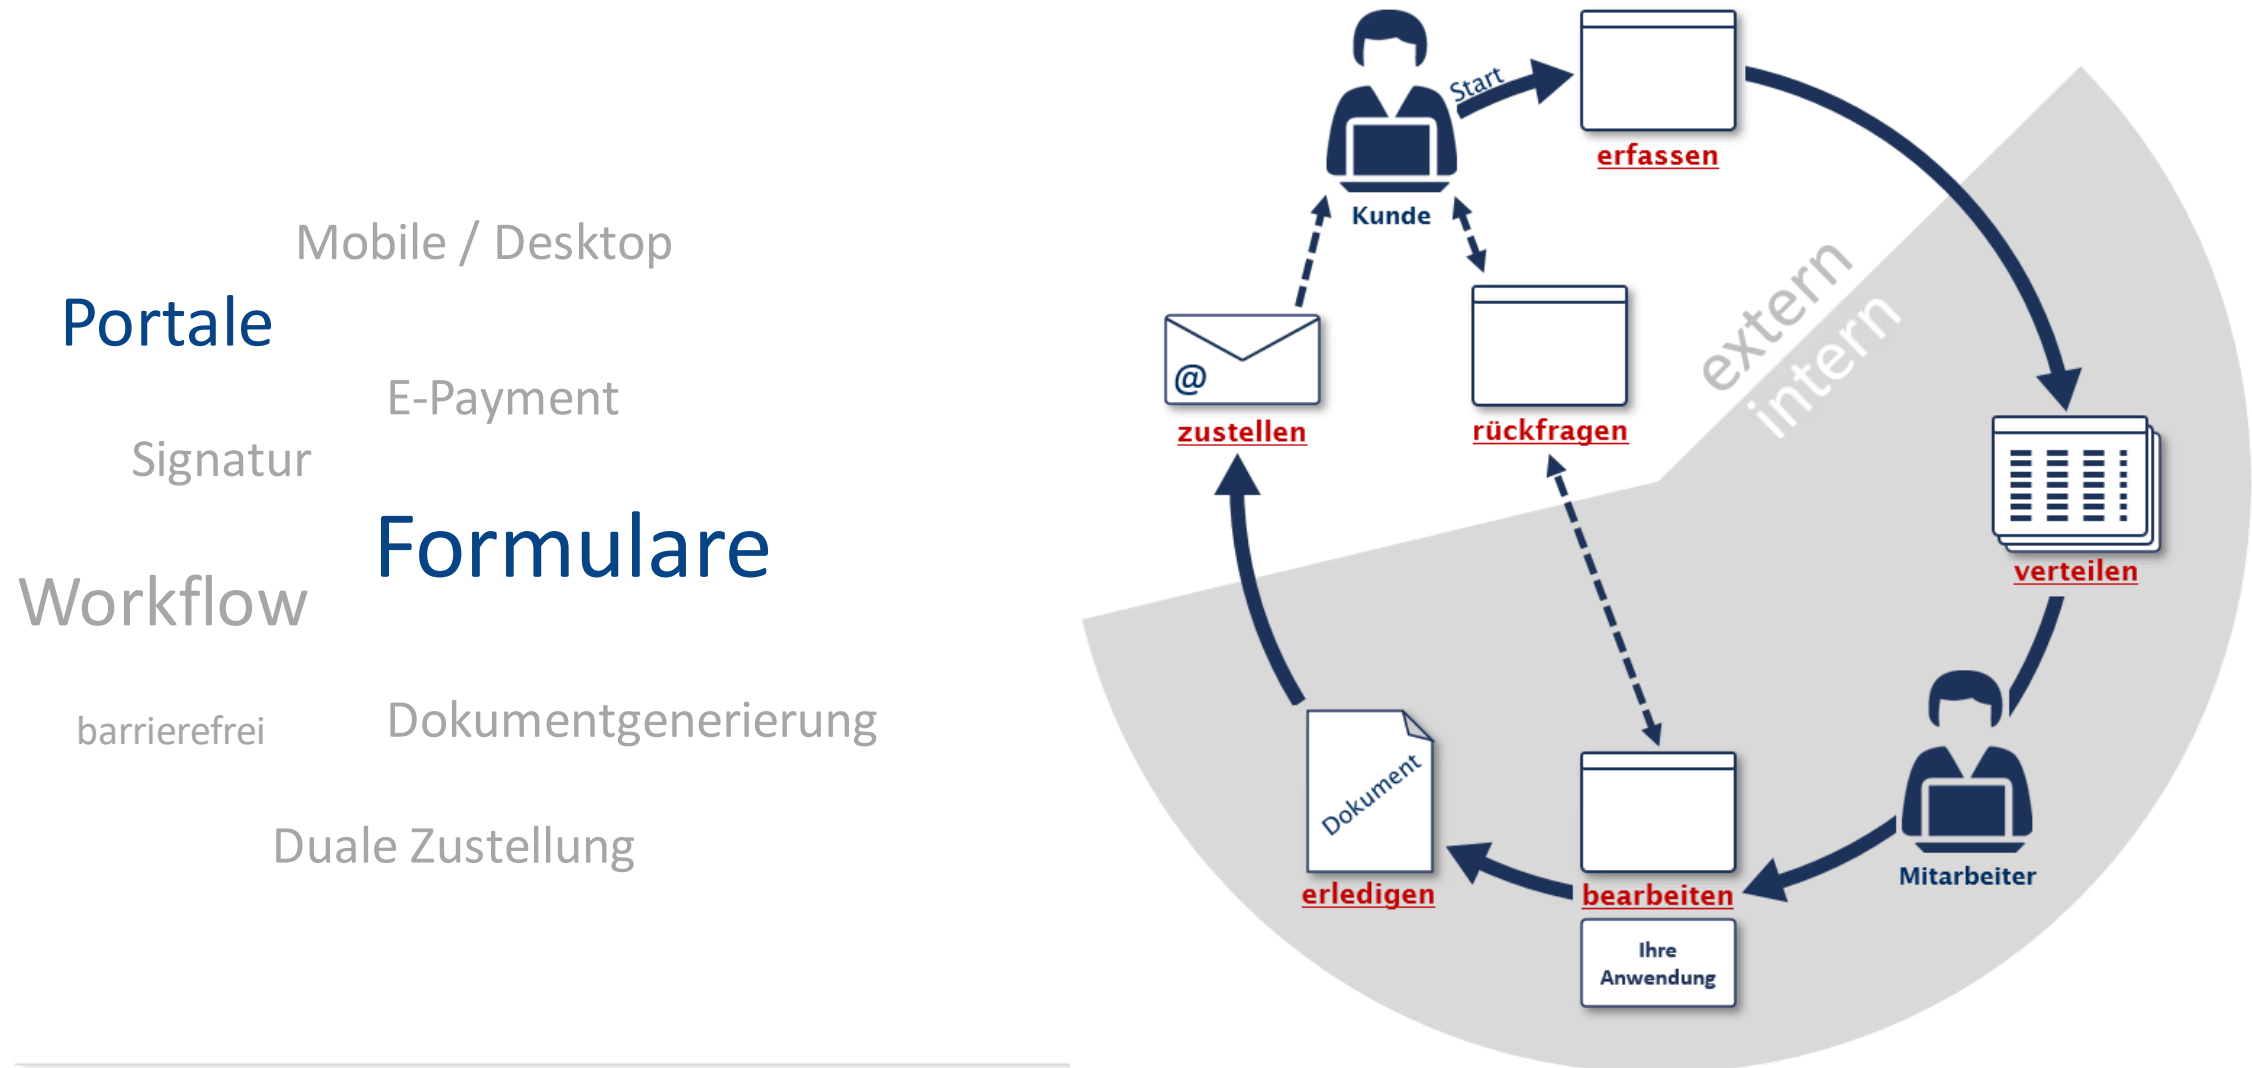 Mobile / Desktop
Portale
E-Payment
Signatur
Formulare
Workflow
barrierefrei
Dokumentgenerierung
Duale Zustellung
Start
erfassen
Kunde
extern
intern
@
zustellen
rückfragen
verteilen
Dokument
erledigen
bearbeiten
Mitarbeiter
Ihre
Anwendung